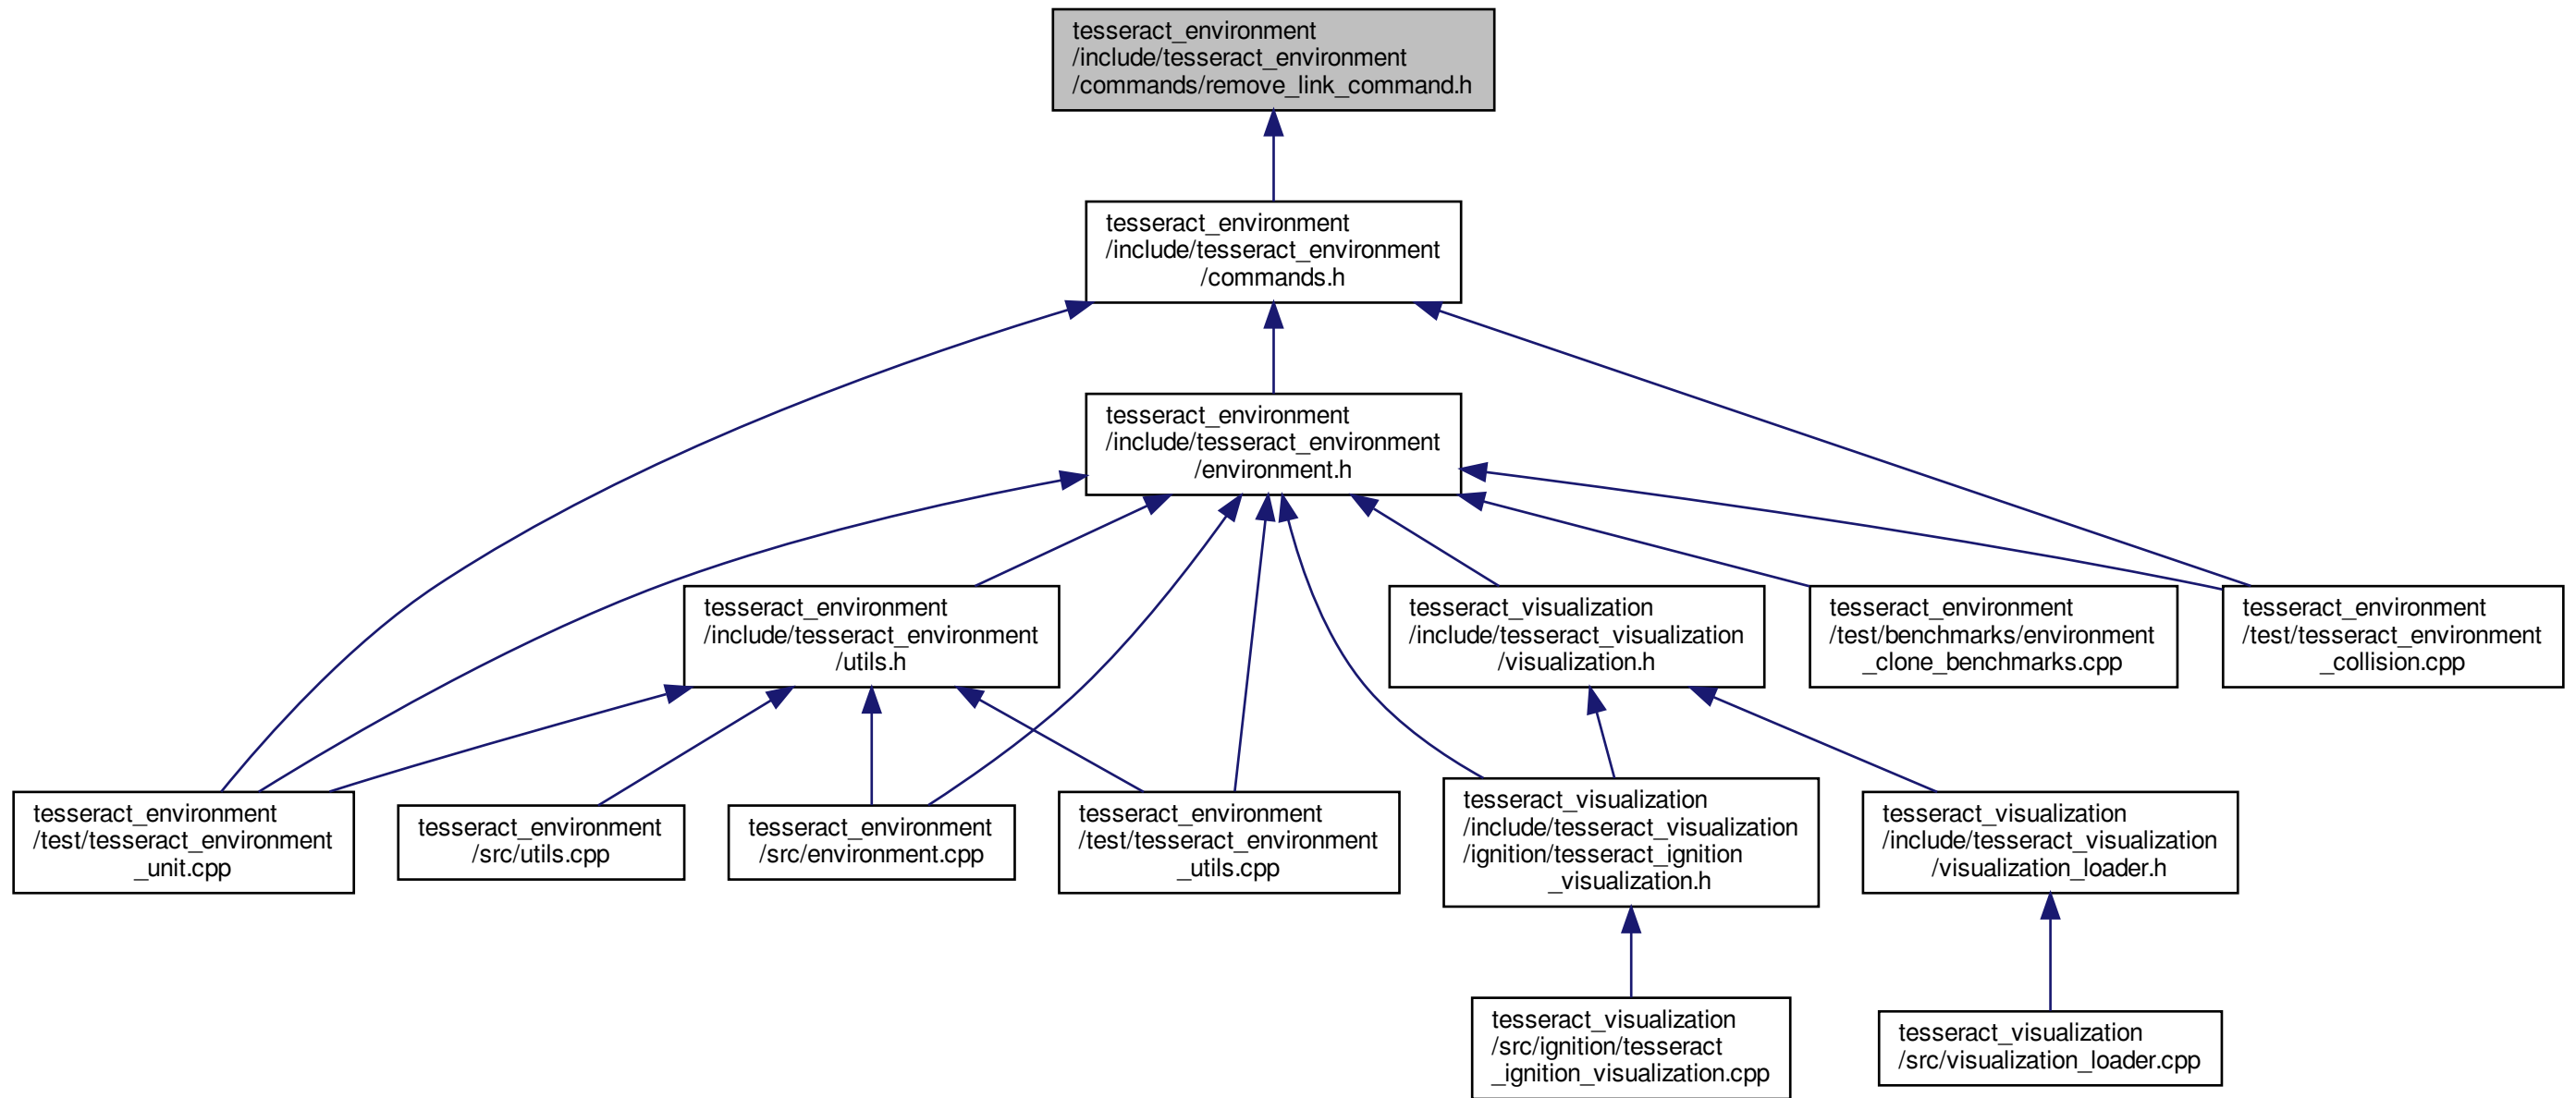 tesseract_environment
/include/tesseract_environment
/commands/remove_link_command.h
tesseract_environment
/include/tesseract_environment
/commands.h
tesseract_environment
/include/tesseract_environment
/environment.h
tesseract_environment
/include/tesseract_environment
/utils.h
tesseract_visualization
/include/tesseract_visualization
/visualization.h
tesseract_environment
/test/benchmarks/environment
_clone_benchmarks.cpp
tesseract_environment
/test/tesseract_environment
_collision.cpp
tesseract_environment
/test/tesseract_environment
_unit.cpp
tesseract_environment
/src/utils.cpp
tesseract_environment
/src/environment.cpp
tesseract_environment
/test/tesseract_environment
_utils.cpp
tesseract_visualization
/include/tesseract_visualization
/ignition/tesseract_ignition
_visualization.h
tesseract_visualization
/include/tesseract_visualization
/visualization_loader.h
tesseract_visualization
/src/ignition/tesseract
_ignition_visualization.cpp
tesseract_visualization
/src/visualization_loader.cpp